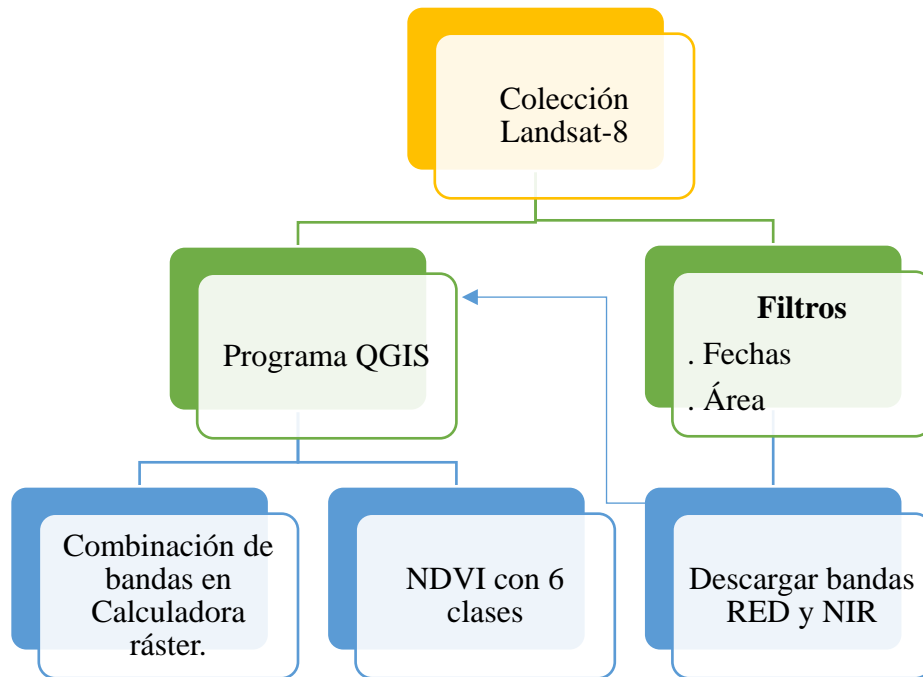 Colección
Landsat-8
Programa QGIS
Filtros
. Fechas
. Área
Combinación de
bandas en
Calculadora
ráster.
NDVI con 6
clases
Descargar bandas
RED y NIR